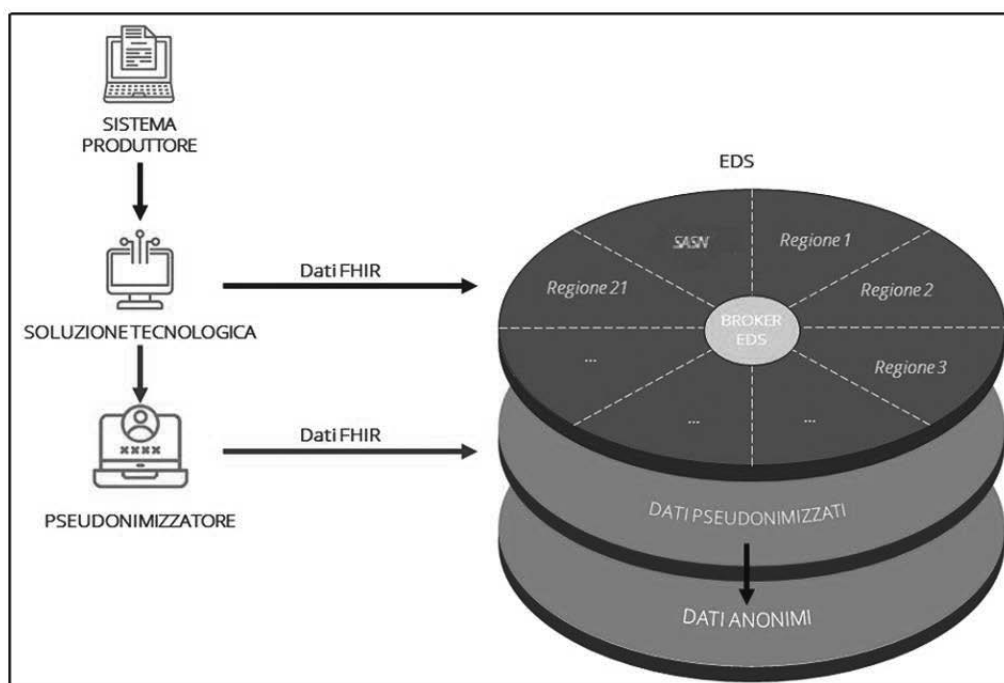 SISTEMA
PRODUTTORE
SOLUZIONE TECNOLOGICA
PSEUDONIMIZZATORE
Dati FHIR
Dati FHIR
EDS
SASN
Regione 1
Regione 21
Regione 2
BROKER
EDS
...
Regione 3
...
...
DATI PSEUDONIMIZZATI
DATI ANONIMI